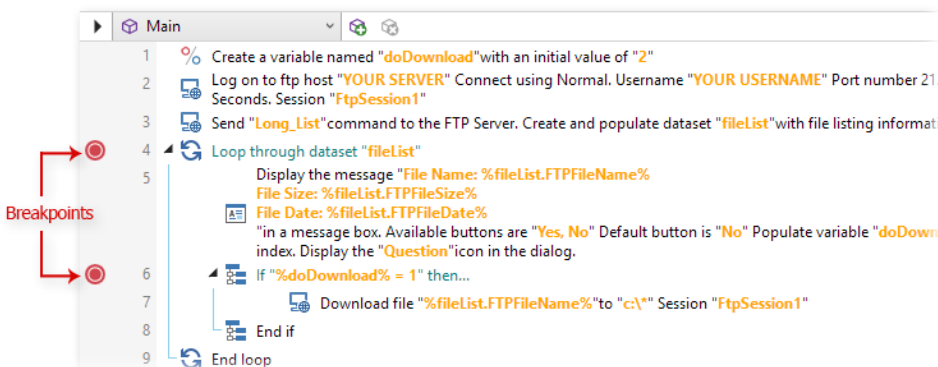 Main
1 Create a variable named "doDownload"with an initial value of "2"
2 Log on to ftp host "YOUR SERVER" Connect using Normal. Username "YOUR USERNAME" Port number 21
Seconds. Session "FtpSession1"
3 Send "Long_List"command to the FTP Server. Create and populate dataset "fileList"with file listing informat
4 Loop through dataset "fileList"
5 Display the message "File Name: %fileList.FTPFileName%
File Size: %fileList.FTPFileSize%
Breakpoints File Date: %fileList.FTPFileDate%
"in a message box. Available buttons are "Yes, No" Default button is "No" Populate variable "doDown
index. Display the "Question"icon in the dialog.
6 If "%doDownload% = 1" then...
7 Download file "%fileList.FTPFileName%"to "c:\*" Session "FtpSession1"
8 End if
9 End loop